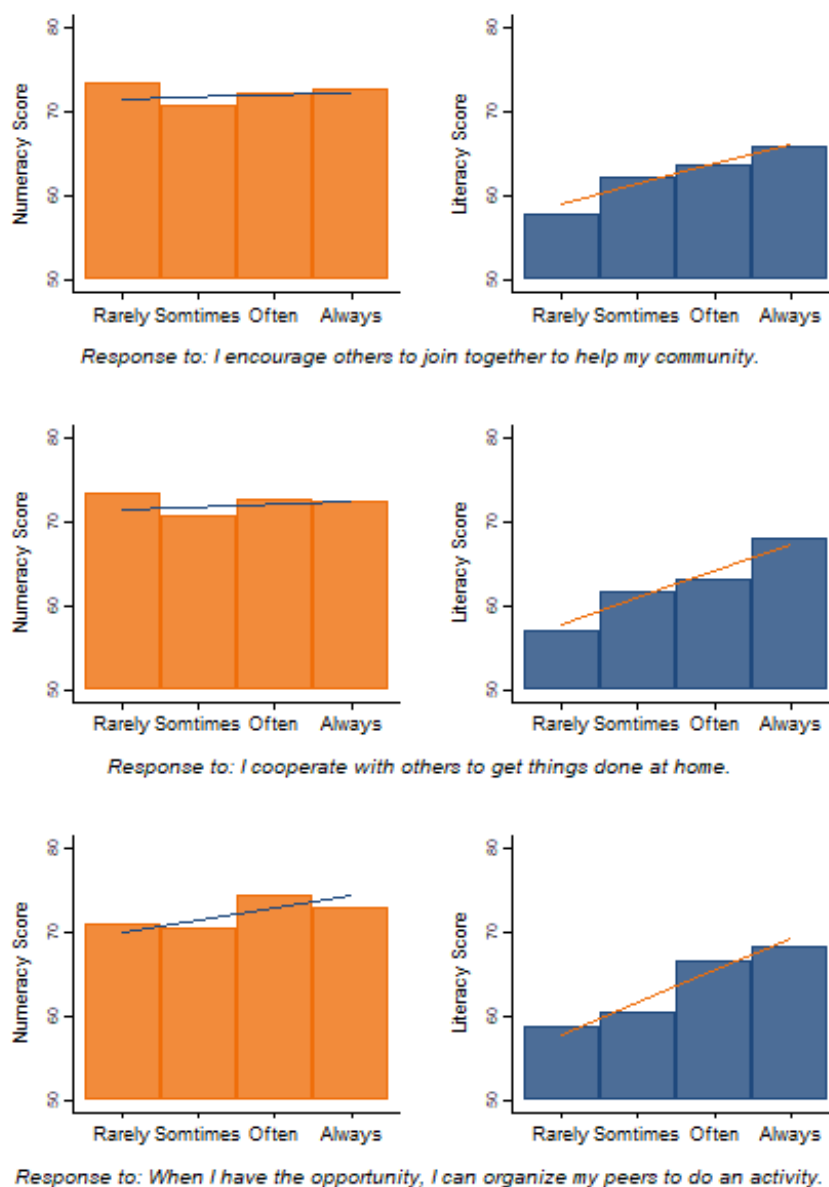 80
70
60
50
Numeracy Score
Rarely Somtimes Often Always
80
70
60
50
Literacy Score
Rarely Somtimes Often Always
Response to: I encourage others to join together to help my community.
80
70
60
50
Numeracy Score
Rarely Somtimes Often Always
80
70
60
50
Literacy Score
Rarely Somtimes Often Always
Response to: I cooperate with others to get things done at home.
80
70
60
50
Numeracy Score
Rarely Somtimes Often Always
80
70
60
50
Literacy Score
Rarely Somtimes Often Always
Response to: When I have the opportunity, I can organize my peers to do an activity.